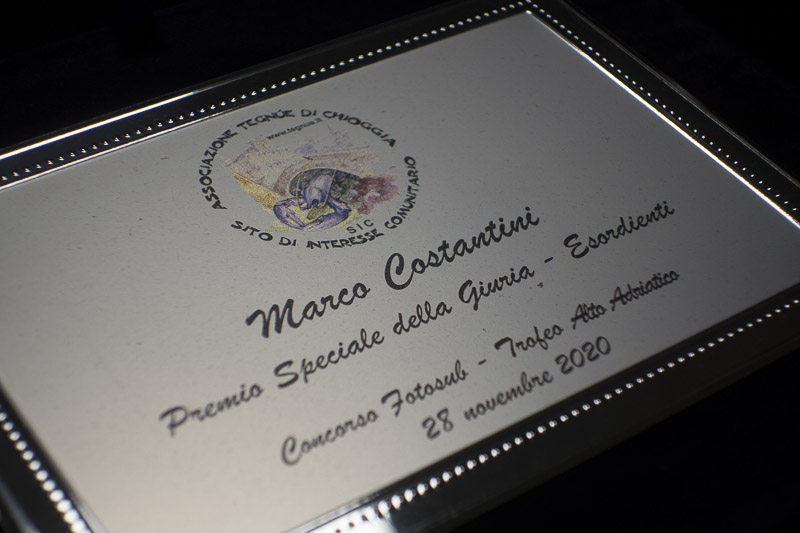 ASSOCIAZIONE TEGNÙE DI CHIOGGIA
www.tegnue.it
SIC
SITO DI INTERESSE COMUNITARIO
Marco Costantini
Premio Speciale della Giuria - Esordienti
Concorso Fotosub - Trofeo Alto Adriatico
28 novembre 2020